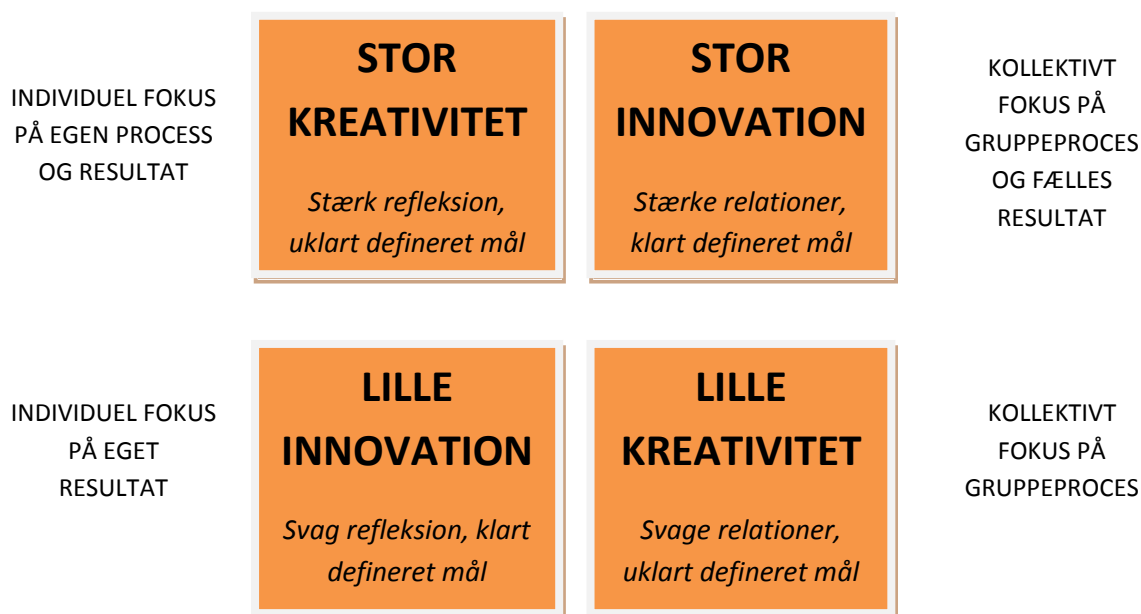 INDIVIDUEL FOKUS
PÅ EGEN PROCESS
OG RESULTAT
STOR
KREATIVITET
Stærk refleksion,
uklart defineret mål
STOR
INNOVATION
Stærke relationer,
klart defineret mål
KOLLEKTIVT
FOKUS PÅ
GRUPPEPROCES
OG FÆLLES
RESULTAT
INDIVIDUEL FOKUS
PÅ EGET
RESULTAT
LILLE
INNOVATION
Svag refleksion, klart
defineret mål
LILLE
KREATIVITET
Svage relationer,
uklart defineret mål
KOLLEKTIVT
FOKUS PÅ
GRUPPEPROCES